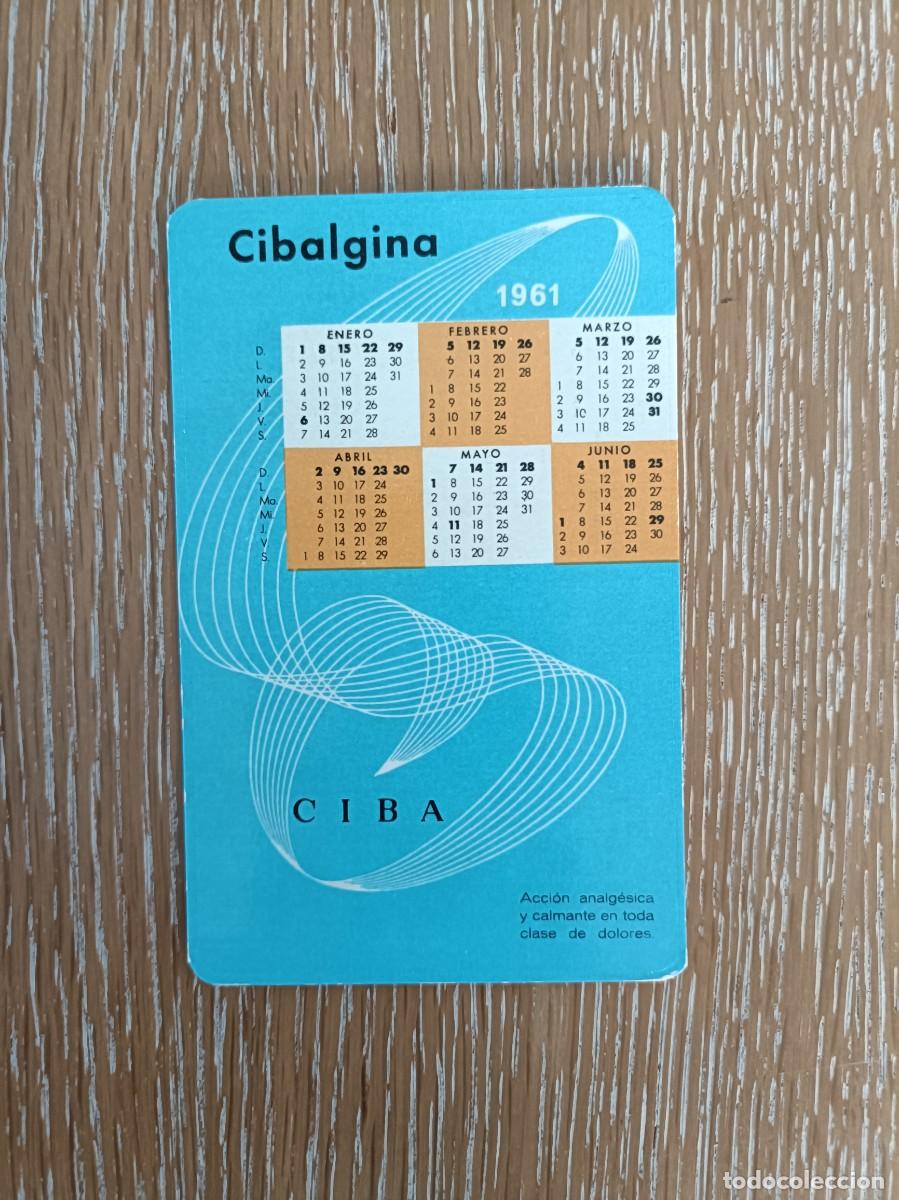 Cibalgina
1961
ENERO
D. 1 8 15 22 29
L. 2 9 16 23 30
Ma. 3 10 17 24 31
Mi. 4 11 18 25
J. 5 12 19 26
V. 6 13 20 27
S. 7 14 21 28
FEBRERO
5 12 19 26
6 13 20 27
7 14 21 28
1 8 15 22
2 9 16 23
3 10 17 24
4 11 18 25
MARZO
5 12 19 26
6 13 20 27
7 14 21 28
1 8 15 22 29
2 9 16 23 30
3 10 17 24 31
4 11 18 25
ABRIL
D. 2 9 16 23 30
L. 3 10 17 24
Ma. 4 11 18 25
Mi. 5 12 19 26
J. 6 13 20 27
V. 7 14 21 28
S. 1 8 15 22 29
MAYO
7 14 21 28
1 8 15 22 29
2 9 16 23 30
3 10 17 24 31
4 11 18 25
5 12 19 26
6 13 20 27
JUNIO
4 11 18 25
5 12 19 26
6 13 20 27
7 14 21 28
1 8 15 22 29
2 9 16 23 30
3 10 17 24
CIBA
Acción analgésica
y calmante en toda
clase de dolores.
todocoleccion